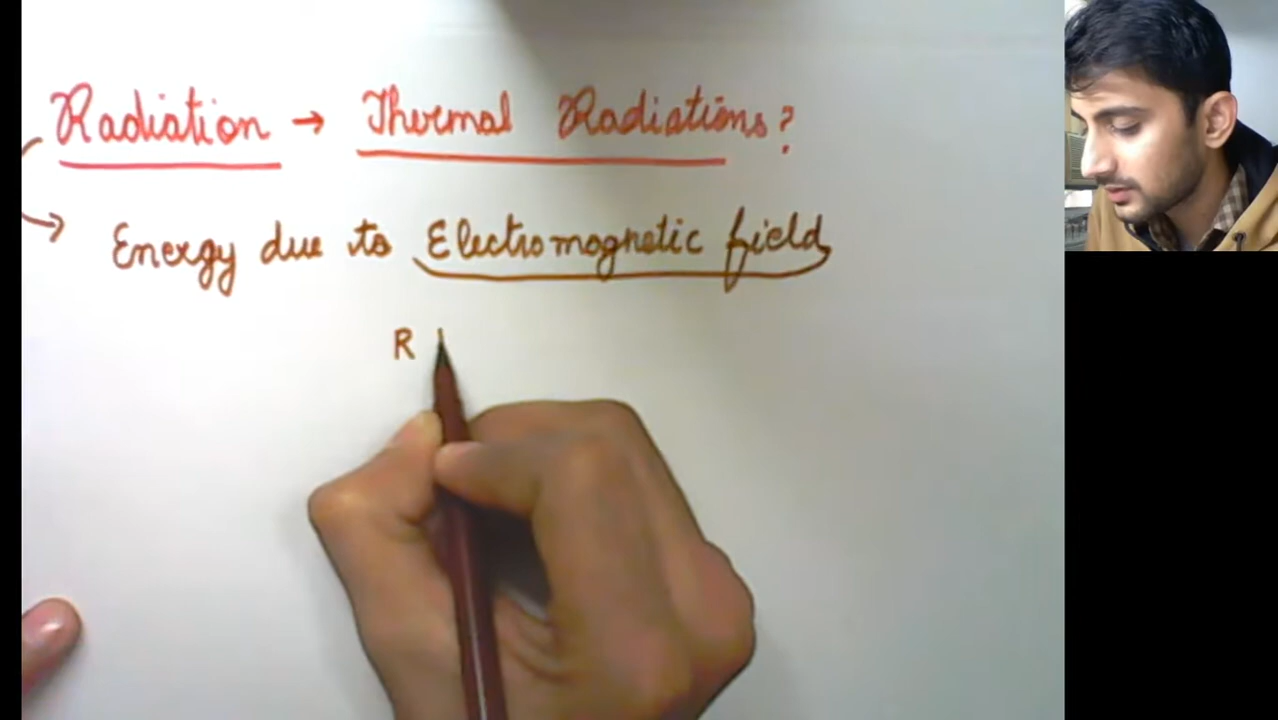 Radiation → Thermal Radiations?
Energy due to Electromagnetic field
R